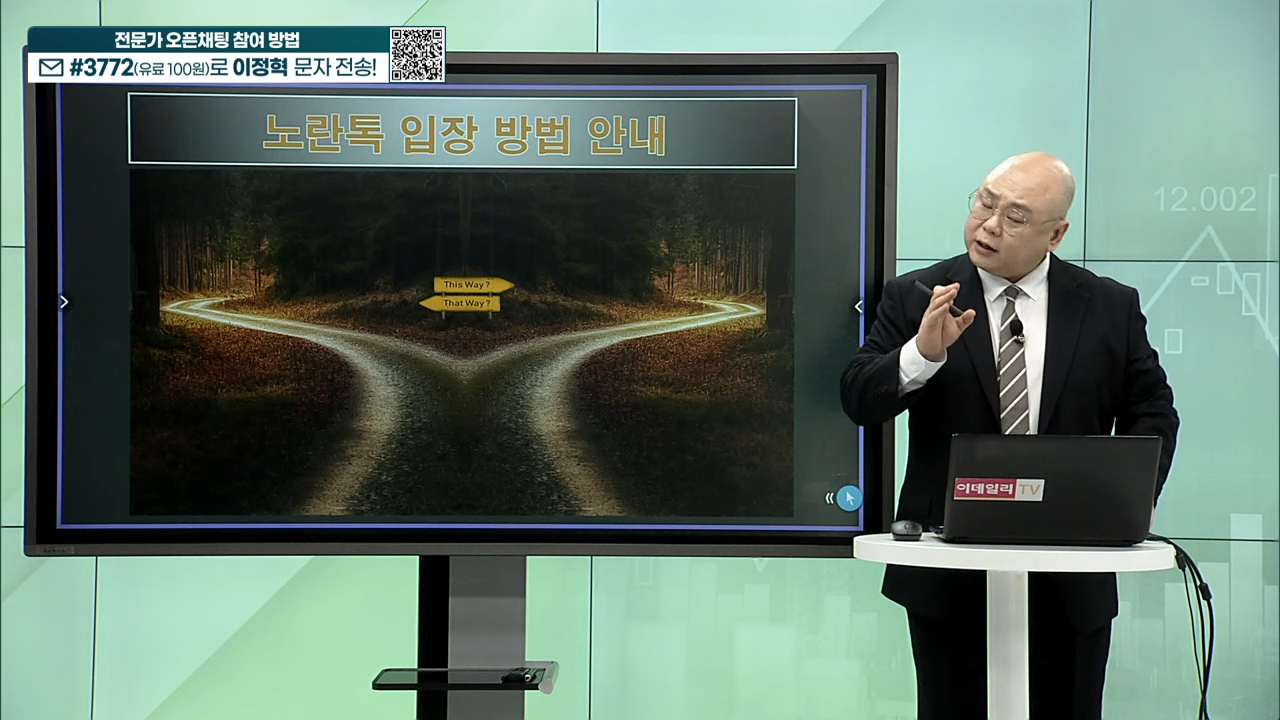 전문가 오픈채팅 참여 방법
#3772(유료 100원)로 이정혁 문자 전송!
노란톡 입장 방법 안내
This Way ?
That Way ?
12.002
이데일리 TV